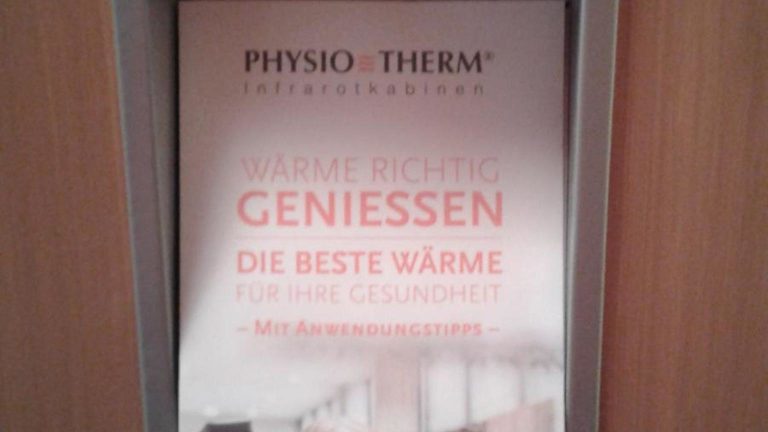 PHYSIO THERM®
Infrarotkabinen
WÄRME RICHTIG
GENIESSEN
DIE BESTE WÄRME
FÜR IHRE GESUNDHEIT
– MIT ANWENDUNGSTIPPS –